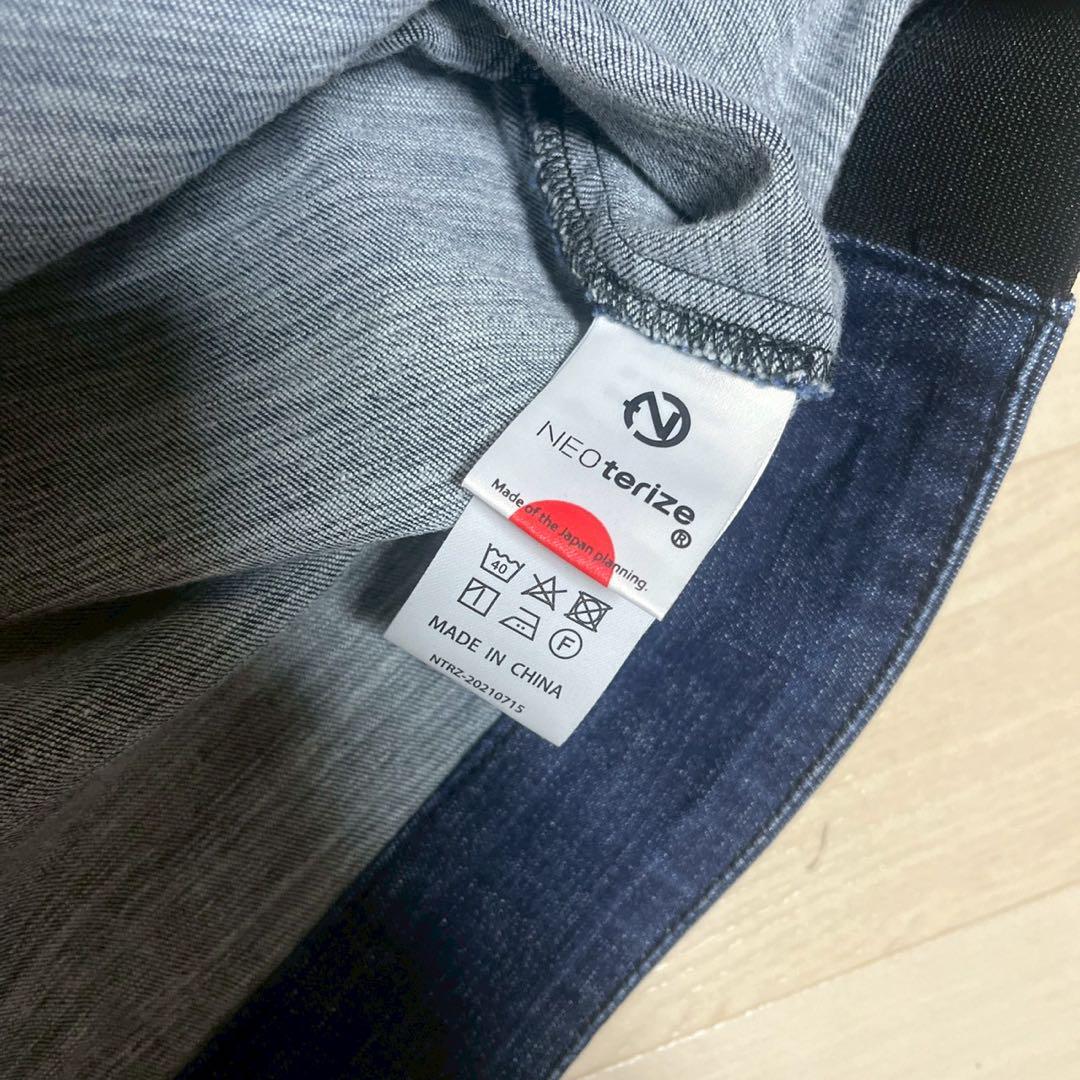 N
NEOterize®
Made of the Japan planning.
40
F
MADE IN CHINA
NTRZ-20210715